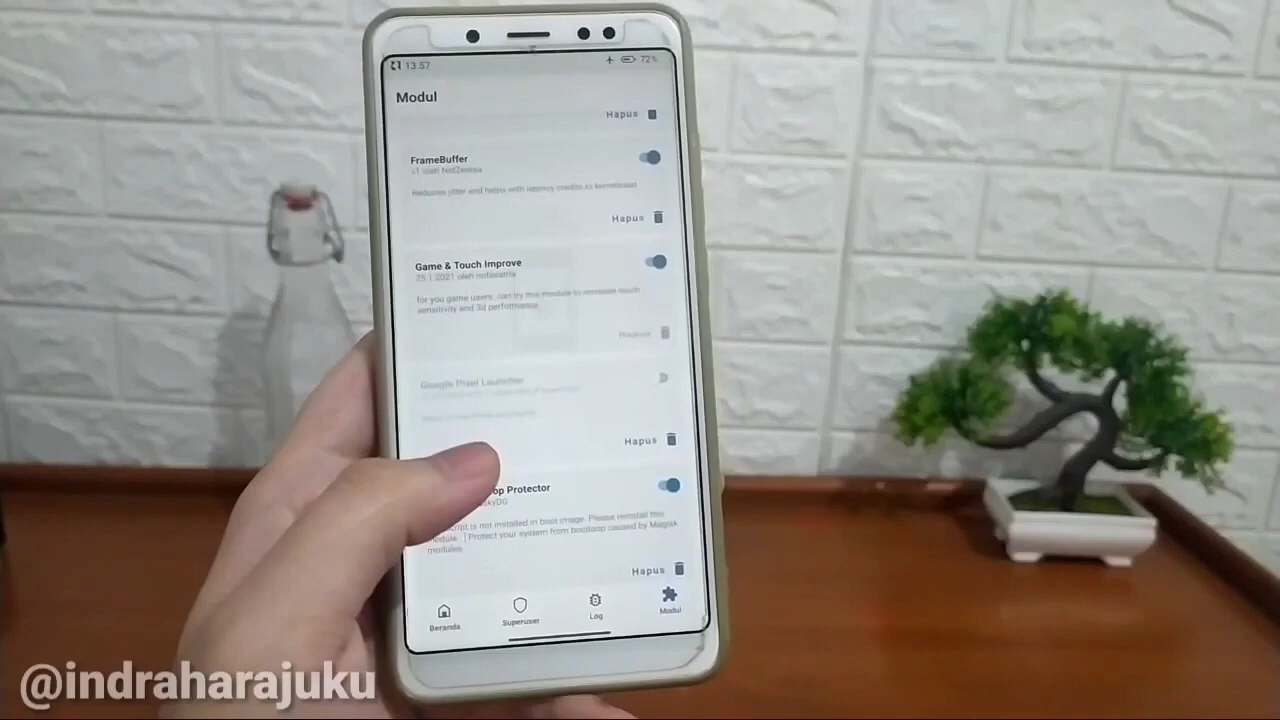 13.57
72%
Modul
Hapus
FrameBuffer
Reduces jitter and helps with latency credits to
Hapus
Game & Touch Improve
25.1.2021 oleh
for you game users, can try this module to increase touch
sensitivity and 3d performance
Hapus
Google Pixel Launcher
Hapus
op Protector
kyDG
cript is not installed in boot image. Please reinstall this
module. ] Protect your system from bootloop caused by Magisk
modules.
Hapus
Beranda
Superuser
Log
Modul
@indraharajuku